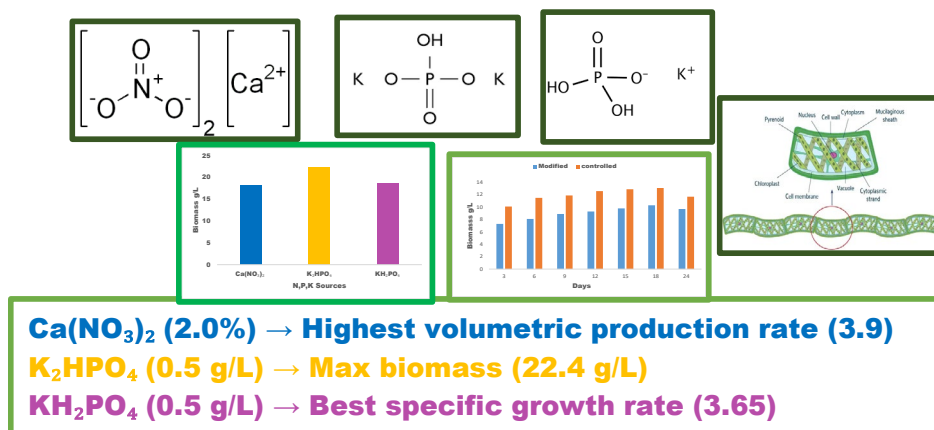 [ O N⁺ ⁻O O⁻ ]₂ [Ca²⁺]
OH
K O—P—O K
O
O
HO P O⁻ K⁺
OH
Pyrenoid
Nucleus
Cell wall
Cytoplasm
Mucilaginous sheath
Chloroplast
Cell membrane
Vacuole
Cytoplasmic strand
Biomass g/L
25
20
15
10
5
0
Ca(NO₃)₂ K₂HPO₄ KH₂PO₄
N,P,K Sources
Modified controlled
Biomasss g/L
14
12
10
8
6
4
2
0
3 6 9 12 15 18 24
Days
Ca(NO₃)₂ (2.0%) → Highest volumetric production rate (3.9)
K₂HPO₄ (0.5 g/L) → Max biomass (22.4 g/L)
KH₂PO₄ (0.5 g/L) → Best specific growth rate (3.65)